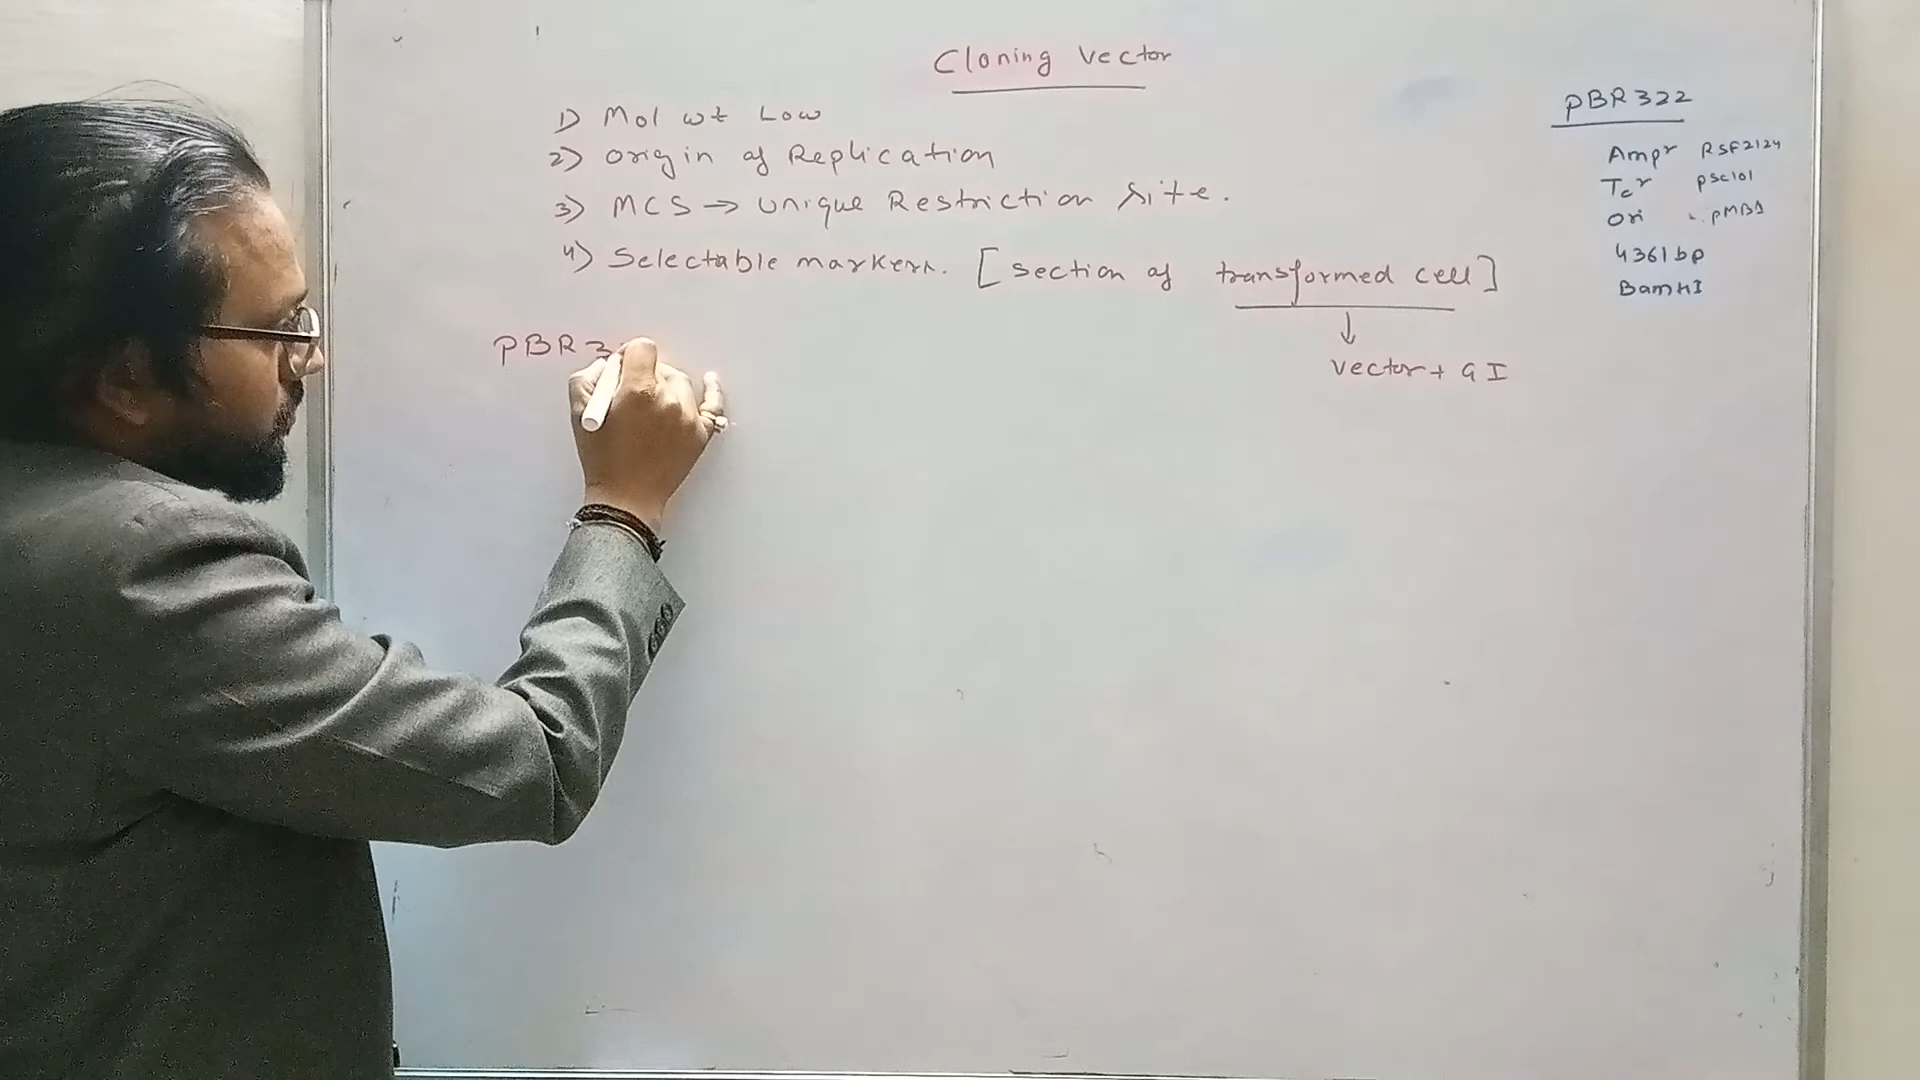 Cloning Vector
1) Mol wt Low
2) Origin of Replication
3) MCS → Unique Restriction Site.
4) Selectable markers. [section of transformed cell]
↓
Vector + GI
PBR3
PBR322
Ampr RSF2124
Tcr pSC101
Ori pMB1
4361bp
BamHI